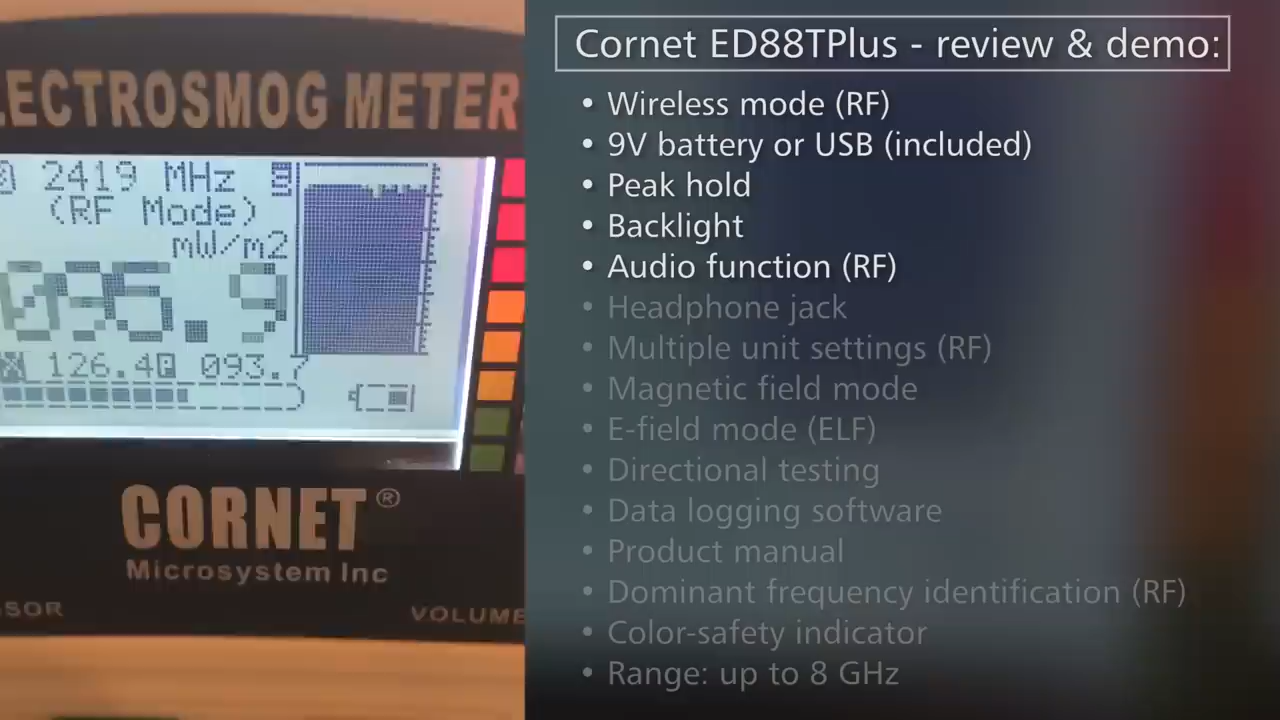 LECTROSMOG METER
2419 MHz
(RF Mode)
mW/m2
096.9
126.4 P 093.7
CORNET®
Microsystem Inc
SOR
VOLUME
Cornet ED88TPlus - review & demo:
• Wireless mode (RF)
• 9V battery or USB (included)
• Peak hold
• Backlight
• Audio function (RF)
• Headphone jack
• Multiple unit settings (RF)
• Magnetic field mode
• E-field mode (ELF)
• Directional testing
• Data logging software
• Product manual
• Dominant frequency identification (RF)
• Color-safety indicator
• Range: up to 8 GHz